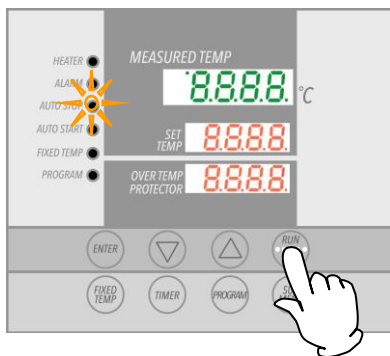 MEASURED TEMP
HEATER
ALARM
8.8.8.8. °C
AUTO STOP
AUTO START
SET
TEMP
8.8.8.8.
FIXED TEMP
PROGRAM
OVER TEMP
PROTECTOR
8.8.8.8.
ENTER
RUN
FIXED
TEMP
TIMER
PROGRAM